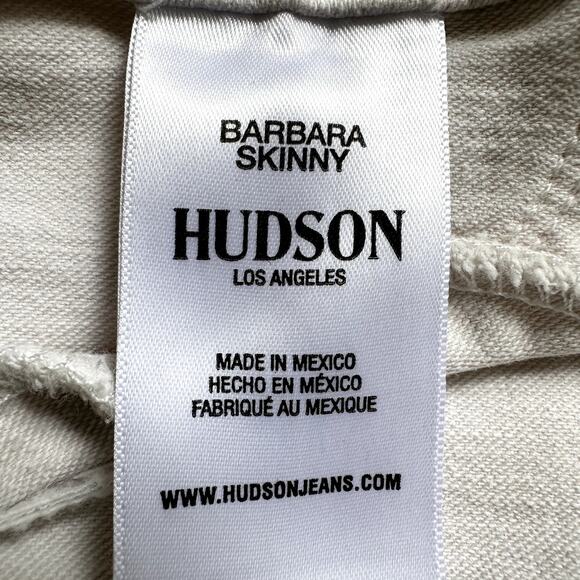 BARBARA
SKINNY
HUDSON
LOS ANGELES
MADE IN MEXICO
HECHO EN MÉXICO
FABRIQUÉ AU MEXIQUE
WWW.HUDSONJEANS.COM